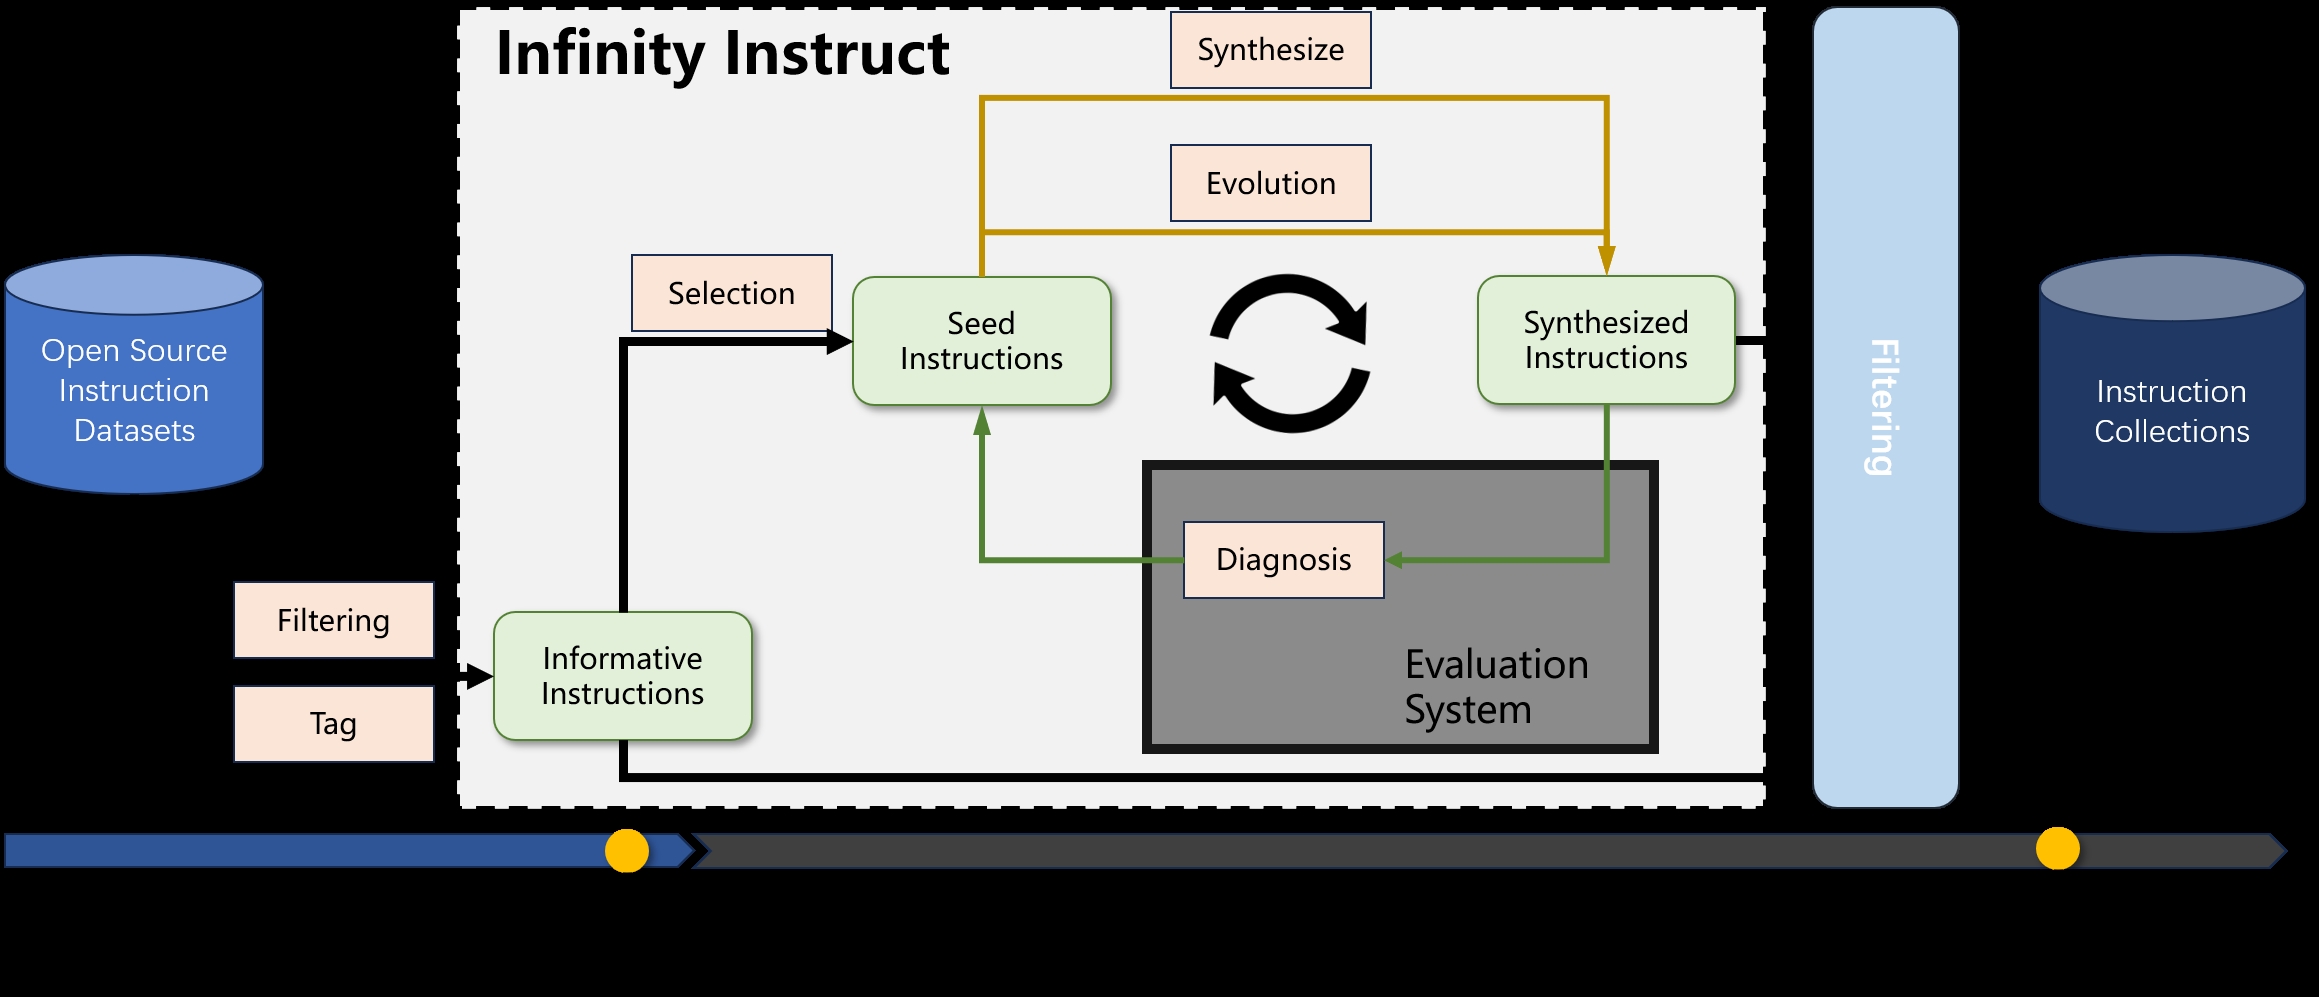 Infinity Instruct
Synthesize
Evolution
Selection
Seed
Instructions
Synthesized
Instructions
Open Source
Instruction
Datasets
Filtering
Instruction
Collections
Diagnosis
Filtering
Tag
Informative
Instructions
Evaluation
System